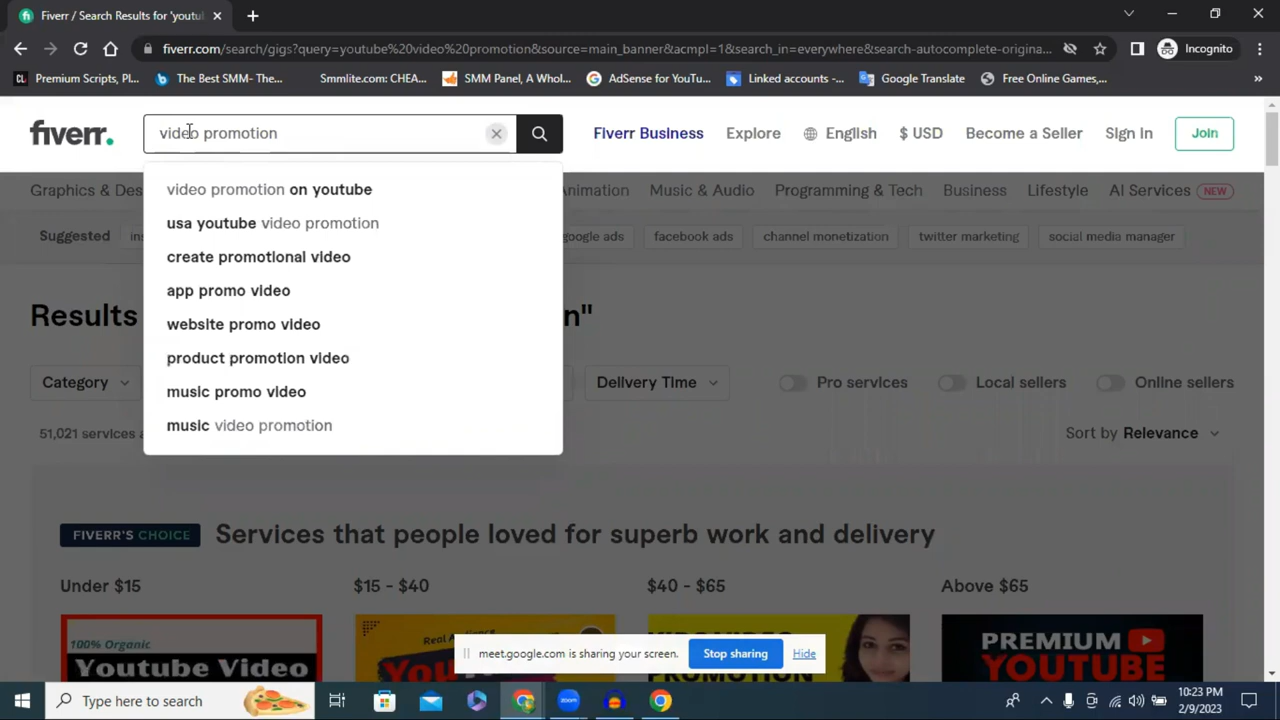 Fiverr / Search Results for 'youtu
fiverr.com/search/gigs?query=youtube%20video%20promotion&source=main_banner&acmpl=1&search_in=everywhere&search-autocomplete-origina...
Incognito
Premium Scripts, Pl...
The Best SMM- The...
Smmlite.com: CHEA...
SMM Panel, A Whol...
AdSense for YouTu...
Linked accounts -...
Google Translate
Free Online Games,...
fiverr.
video promotion
Fiverr Business
Explore
English
$ USD
Become a Seller
Sign In
Join
Graphics & Des
Animation
Music & Audio
Programming & Tech
Business
Lifestyle
AI Services NEW
Suggested
ins
google ads
facebook ads
channel monetization
twitter marketing
social media manager
video promotion on youtube
usa youtube video promotion
create promotional video
app promo video
website promo video
product promotion video
music promo video
music video promotion
Results
n"
Category
Delivery Time
Pro services
Local sellers
Online sellers
51,021 services a
Sort by Relevance
FIVERR'S CHOICE
Services that people loved for superb work and delivery
Under $15
$15 - $40
$40 - $65
Above $65
100% Organic
Youtube Video
Real A
PREMIUM
YOUTUBE
meet.google.com is sharing your screen.
Stop sharing
Hide
Type here to search
10:23 PM
2/9/2023